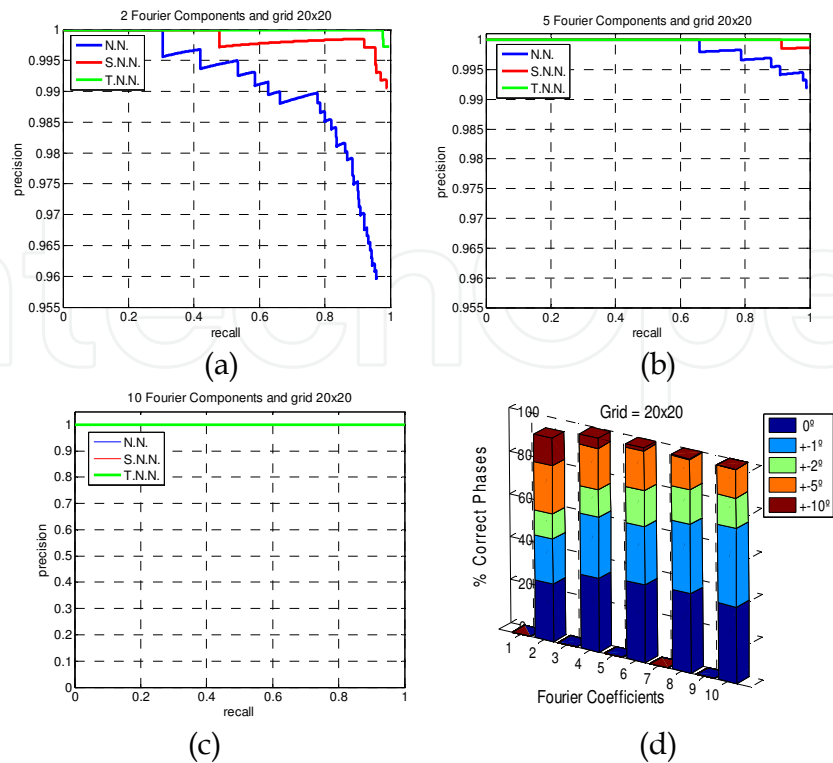 2 Fourier Components and grid 20x20
1
0.995
0.99
0.985
0.98
0.975
0.97
0.965
0.96
0.955
precision
N.N.
S.N.N.
T.N.N.
0 0.2 0.4 0.6 0.8 1
recall
(a)
5 Fourier Components and grid 20x20
1
0.995
0.99
0.985
0.98
0.975
0.97
0.965
0.96
0.955
precision
N.N.
S.N.N.
T.N.N.
0 0.2 0.4 0.6 0.8 1
recall
(b)
10 Fourier Components and grid 20x20
1
0.9
0.8
0.7
0.6
0.5
0.4
0.3
0.2
0.1
0
precision
N.N.
S.N.N.
T.N.N.
0 0.2 0.4 0.6 0.8 1
recall
(c)
Grid = 20x20
100
80
60
40
20
0
% Correct Phases
0º
+-1º
+-2º
+-5º
+-10º
1 2 3 4 5 6 7 8 9 10
Fourier Coefficients
(d)